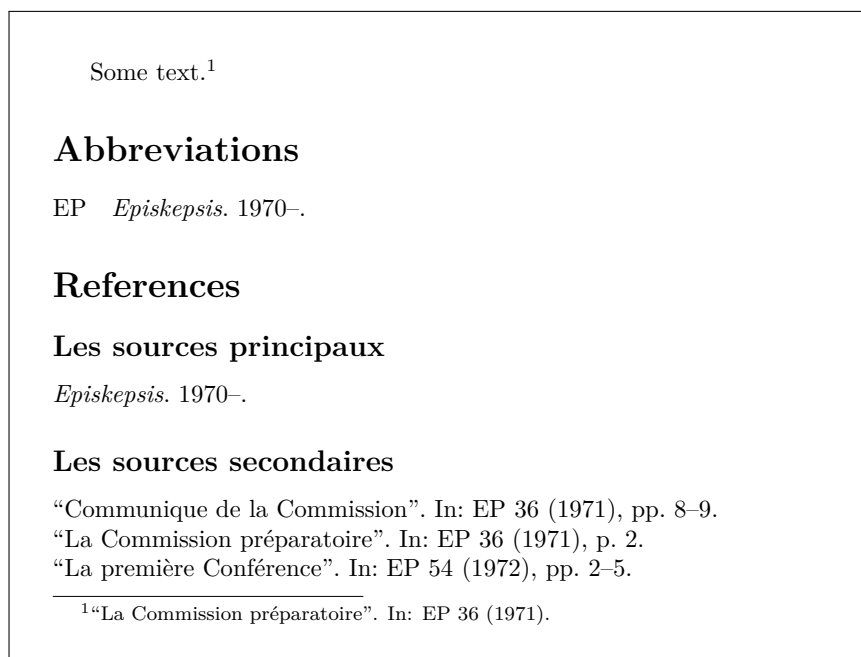 Some text.¹
Abbreviations
EP Episkepsis. 1970–.
References
Les sources principaux
Episkepsis. 1970–.
Les sources secondaires
“Communique de la Commission”. In: EP 36 (1971), pp. 8–9.
“La Commission préparatoire”. In: EP 36 (1971), p. 2.
“La première Conférence”. In: EP 54 (1972), pp. 2–5.
¹“La Commission préparatoire”. In: EP 36 (1971).